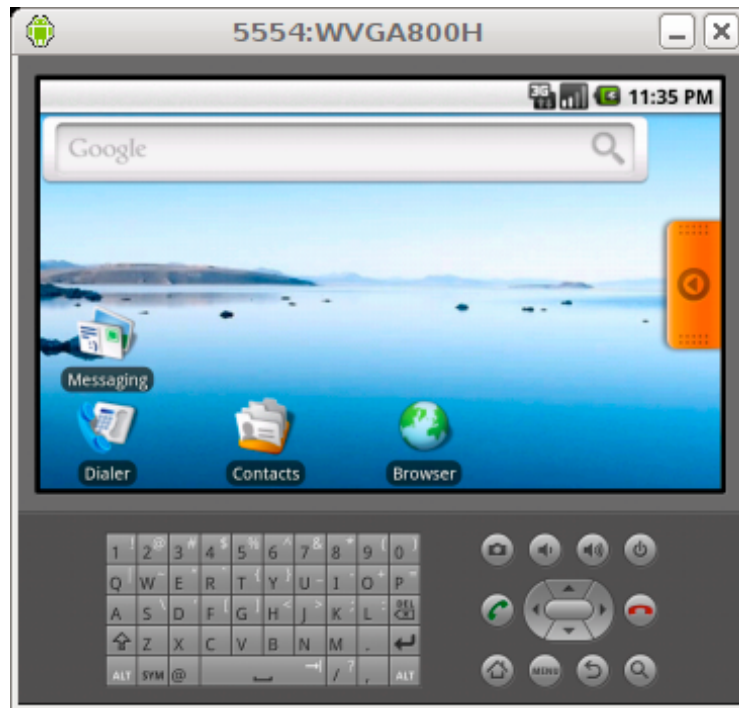 5554:WVGA800H
3G 11:35 PM
Google
Messaging
Dialer Contacts Browser
1 ! 2 @ 3 # 4 $ 5 % 6 ^ 7 & 8 * 9 ( 0 )
Q | W ~ E " R ` T { Y } U - I O + P =
A S \ D ' F [ G ] H < J > K ; L : DEL
Z X C V B N M .
ALT SYM @ / ? , ALT
MENU